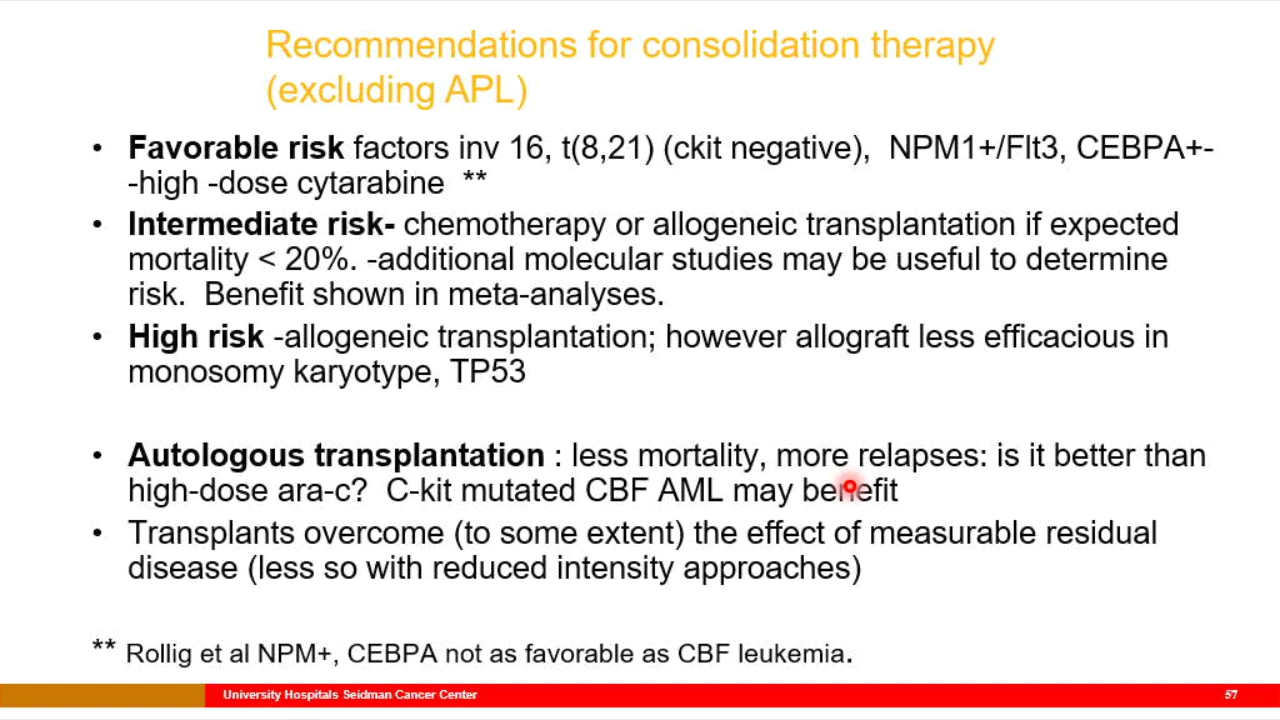 Recommendations for consolidation therapy
(excluding APL)
• Favorable risk factors inv 16, t(8,21) (ckit negative), NPM1+/Flt3, CEBPA+-
-high -dose cytarabine **
• Intermediate risk- chemotherapy or allogeneic transplantation if expected
mortality < 20%. -additional molecular studies may be useful to determine
risk. Benefit shown in meta-analyses.
• High risk -allogeneic transplantation; however allograft less efficacious in
monosomy karyotype, TP53
• Autologous transplantation : less mortality, more relapses: is it better than
high-dose ara-c? C-kit mutated CBF AML may benefit
• Transplants overcome (to some extent) the effect of measurable residual
disease (less so with reduced intensity approaches)
** Rollig et al NPM+, CEBPA not as favorable as CBF leukemia.
University Hospitals Seidman Cancer Center 57